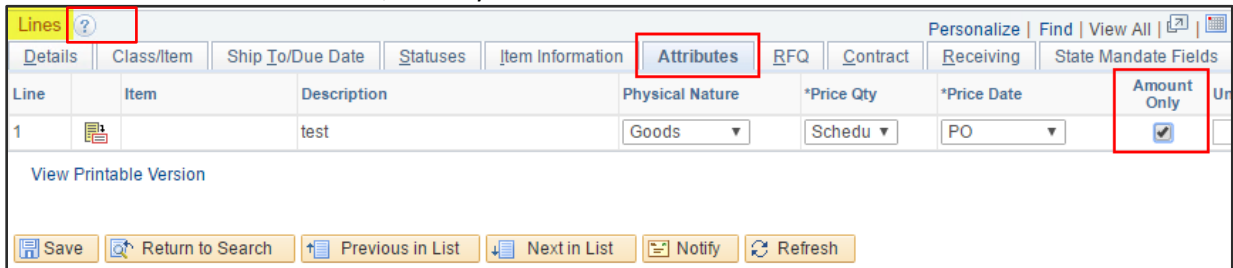 Lines ? Personalize | Find | View All |
Details Class/Item Ship To/Due Date Statuses Item Information Attributes RFQ Contract Receiving State Mandate Fields
Line Item Description Physical Nature *Price Qty *Price Date Amount Only
1 test Goods Schedu PO
View Printable Version
Save Return to Search Previous in List Next in List Notify Refresh